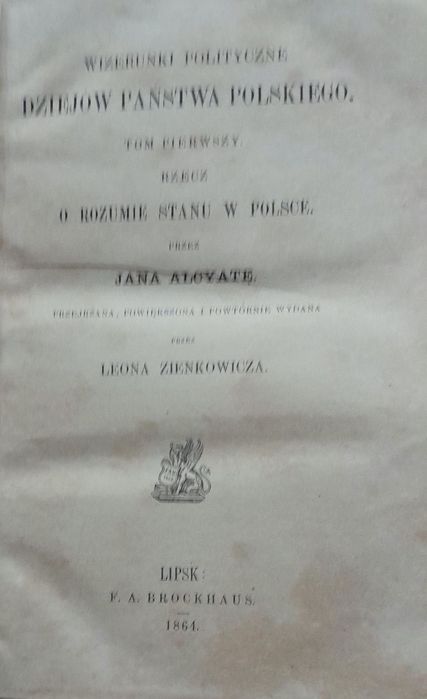 WIZERUNKI POLITYCZNE
DZIEJÓW PAŃSTWA POLSKIEGO.
TOM PIERWSZY.
RZECZ
O ROZUMIE STANU W POLSCE,
PRZEZ
JANA ALCYATĘ.
PRZEJRZANA, POWIĘKSZONA I POWTÓRNIE WYDANA
PRZEZ
LEONA ZIENKOWICZA.
LIPSK:
F. A. BROCKHAUS.
1864.